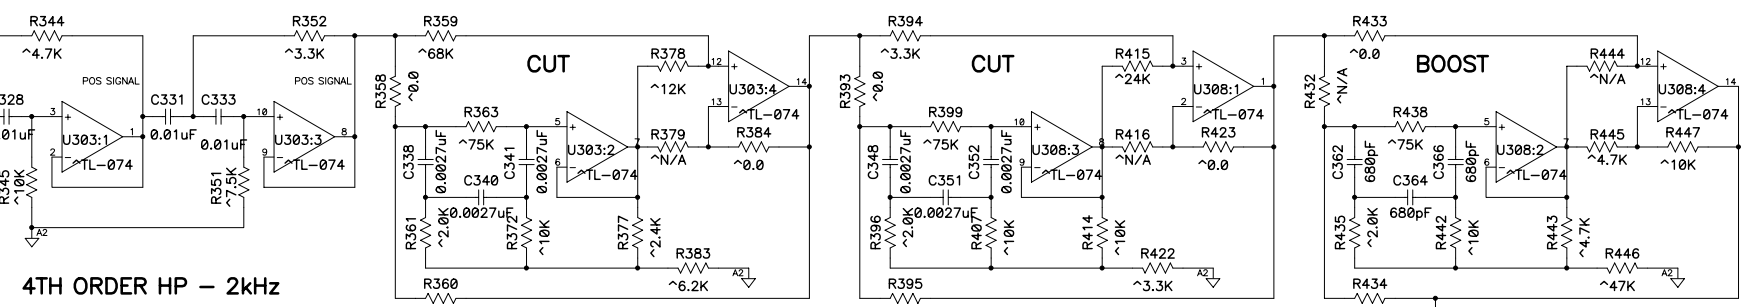 R344
^4.7K
POS SIGNAL
328
.01uF
3
+
U303:1
1
2
−
^TL-074
R345
^10K
A2
4TH ORDER HP - 2kHz
C331
0.01uF
C333
0.01uF
R352
^3.3K
POS SIGNAL
10
+
U303:3
8
9
−
^TL-074
R351
^7.5K
R359
^68K
CUT
R358
^0.0
R363
^75K
C338
0.0027uF
C341
0.0027uF
C340
0.0027uF
R361
^2.0K
R372
^10K
5
+
U303:2
7
6
−
^TL-074
R378
^12K
R379
^N/A
R377
^2.4K
R383
^6.2K
A2
12
+
U303:4
14
13
−
^TL-074
R384
^0.0
R360
R394
^3.3K
CUT
R393
^0.0
R399
^75K
C348
0.0027uF
C352
0.0027uF
C351
0.0027uF
R396
^2.0K
R407
^10K
10
+
U308:3
8
9
−
^TL-074
R415
^24K
R416
^N/A
R414
^10K
R422
^3.3K
A2
3
+
U308:1
1
2
−
^TL-074
R423
^0.0
R395
R433
^0.0
BOOST
R432
^N/A
R438
^75K
C362
680pF
C366
680pF
C364
680pF
R435
^2.0K
R442
^10K
5
+
U308:2
7
6
−
^TL-074
R444
^N/A
R445
^4.7K
R443
^4.7K
R446
^47K
A2
12
+
U308:4
14
13
−
^TL-074
R447
^10K
R434